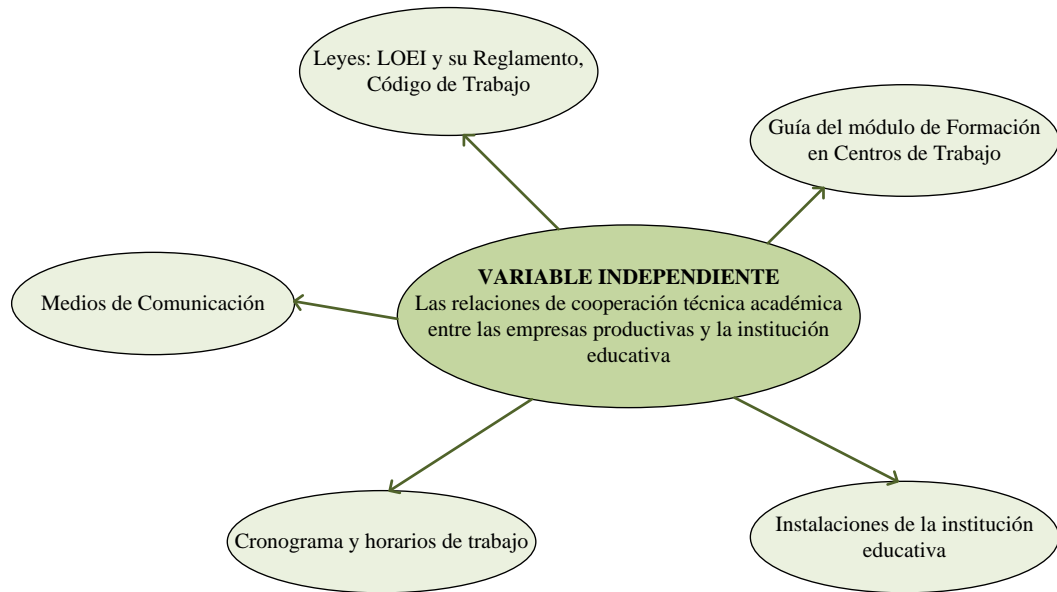 Leyes: LOEI y su Reglamento,
Código de Trabajo
Guía del módulo de Formación
en Centros de Trabajo
VARIABLE INDEPENDIENTE
Las relaciones de cooperación técnica académica
entre las empresas productivas y la institución
educativa
Medios de Comunicación
Cronograma y horarios de trabajo
Instalaciones de la institución
educativa